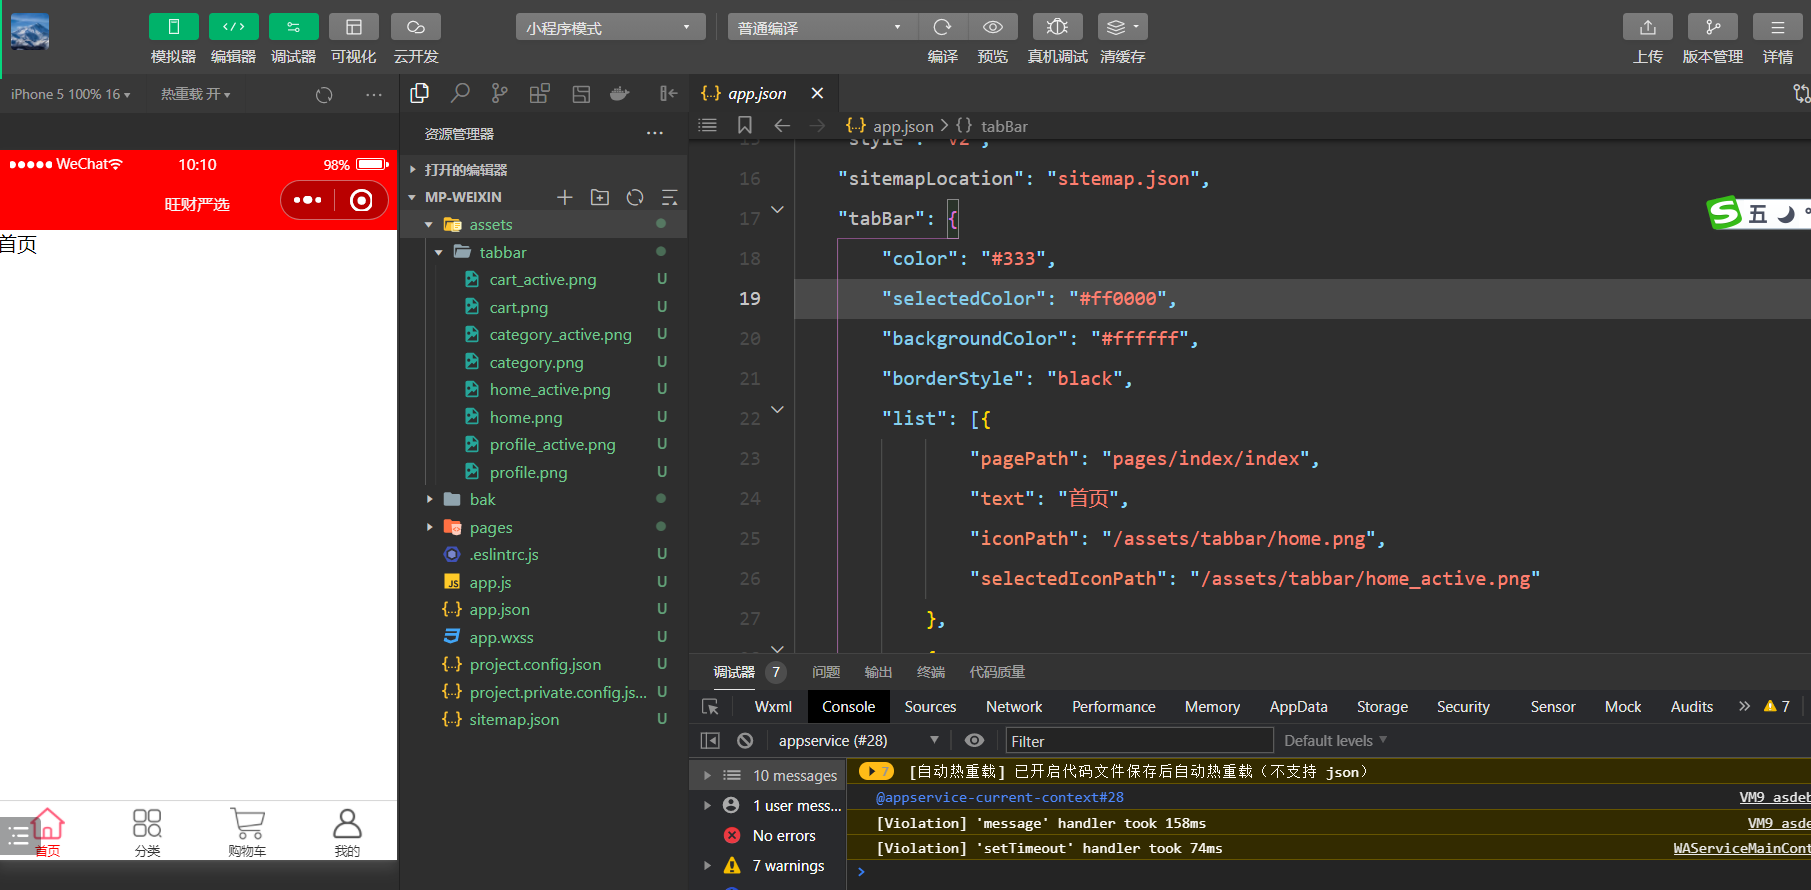 小程序模式
普通编译
模拟器 编辑器 调试器 可视化 云开发
编译 预览 真机调试 清缓存
上传 版本管理 详情
iPhone 5 100% 16
热重载 开
WeChat 10:10 98%
旺财严选
首页
首页 分类 购物车 我的
资源管理器
打开的编辑器
MP-WEIXIN
assets
tabbar
cart_active.png U
cart.png U
category_active.png U
category.png U
home_active.png U
home.png U
profile_active.png U
profile.png U
bak
pages
.eslintrc.js U
JS app.js U
{..} app.json U
app.wxss U
{..} project.config.json U
{..} project.private.config.js... U
{..} sitemap.json U
{..} app.json
{..} app.json > {} tabBar
15 "style": "v2",
16 "sitemapLocation": "sitemap.json",
17 "tabBar": {
18 "color": "#333",
19 "selectedColor": "#ff0000",
20 "backgroundColor": "#ffffff",
21 "borderStyle": "black",
22 "list": [{
23 "pagePath": "pages/index/index",
24 "text": "首页",
25 "iconPath": "/assets/tabbar/home.png",
26 "selectedIconPath": "/assets/tabbar/home_active.png"
27 },
S 五
调试器 7 问题 输出 终端 代码质量
Wxml Console Sources Network Performance Memory AppData Storage Security Sensor Mock Audits » 7
appservice (#28) Filter Default levels
10 messages
1 user mess...
No errors
7 warnings
7 [自动热重载] 已开启代码文件保存后自动热重载（不支持 json）
@appservice-current-context#28 VM9 asdeb
[Violation] 'message' handler took 158ms VM9 asde
[Violation] 'setTimeout' handler took 74ms WAServiceMainCont
>